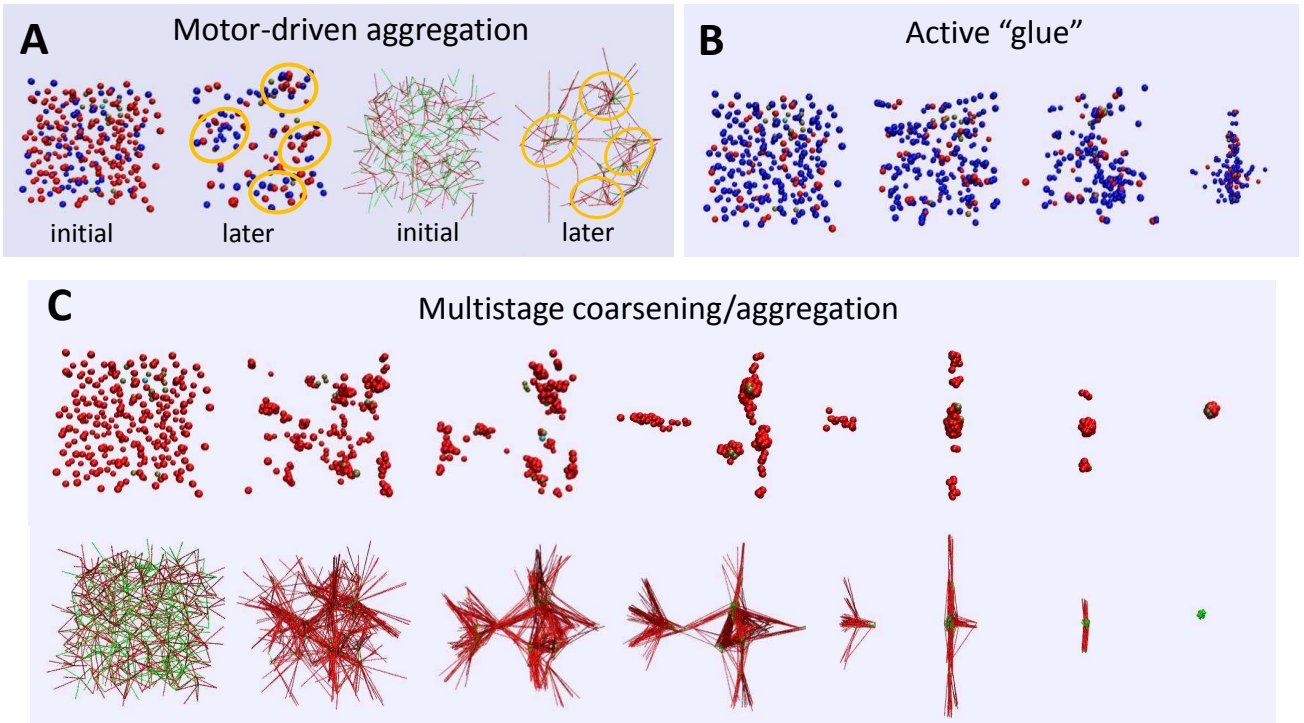 A
Motor-driven aggregation
initial
later
initial
later
B
Active “glue”
C
Multistage coarsening/aggregation